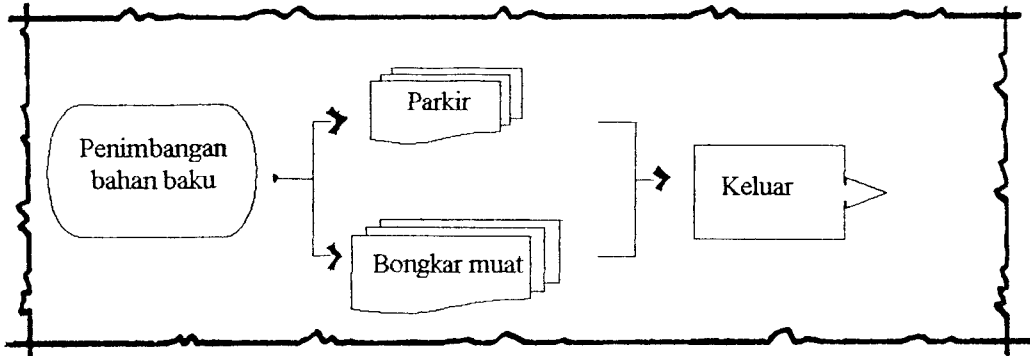 Penimbangan
bahan baku
Parkir
Bongkar muat
Keluar